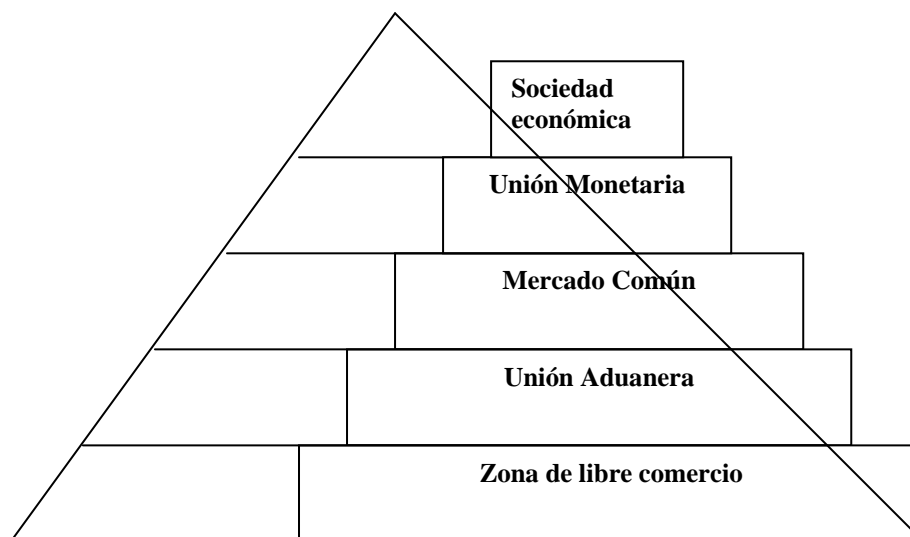 Sociedad
económica
Unión Monetaria
Mercado Común
Unión Aduanera
Zona de libre comercio